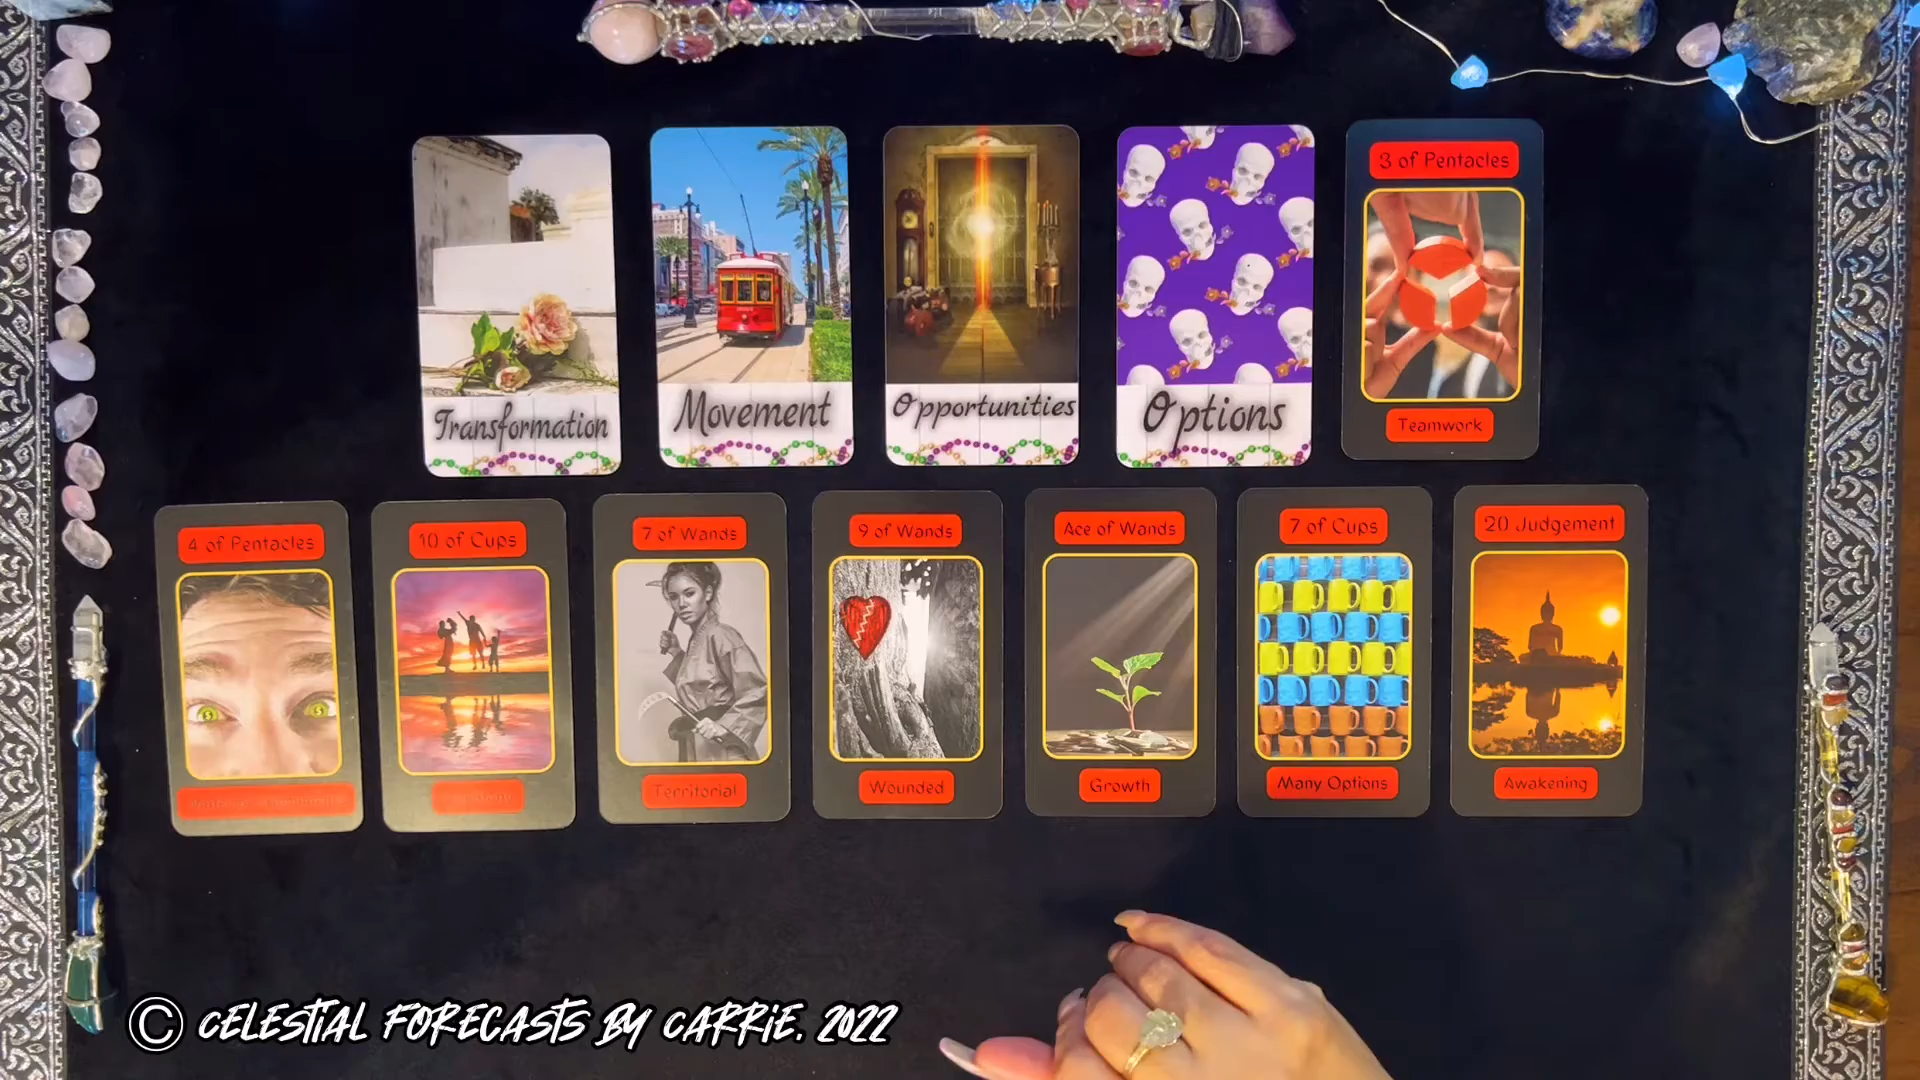 3 of Pentacles
Transformation
Movement
Opportunities
Options
Teamwork
4 of Pentacles
10 of Cups
7 of Wands
9 of Wands
Ace of Wands
7 of Cups
20 Judgement
Territorial
Wounded
Growth
Many Options
Awakening
© CELESTIAL FORECASTS BY CARRIE. 2022